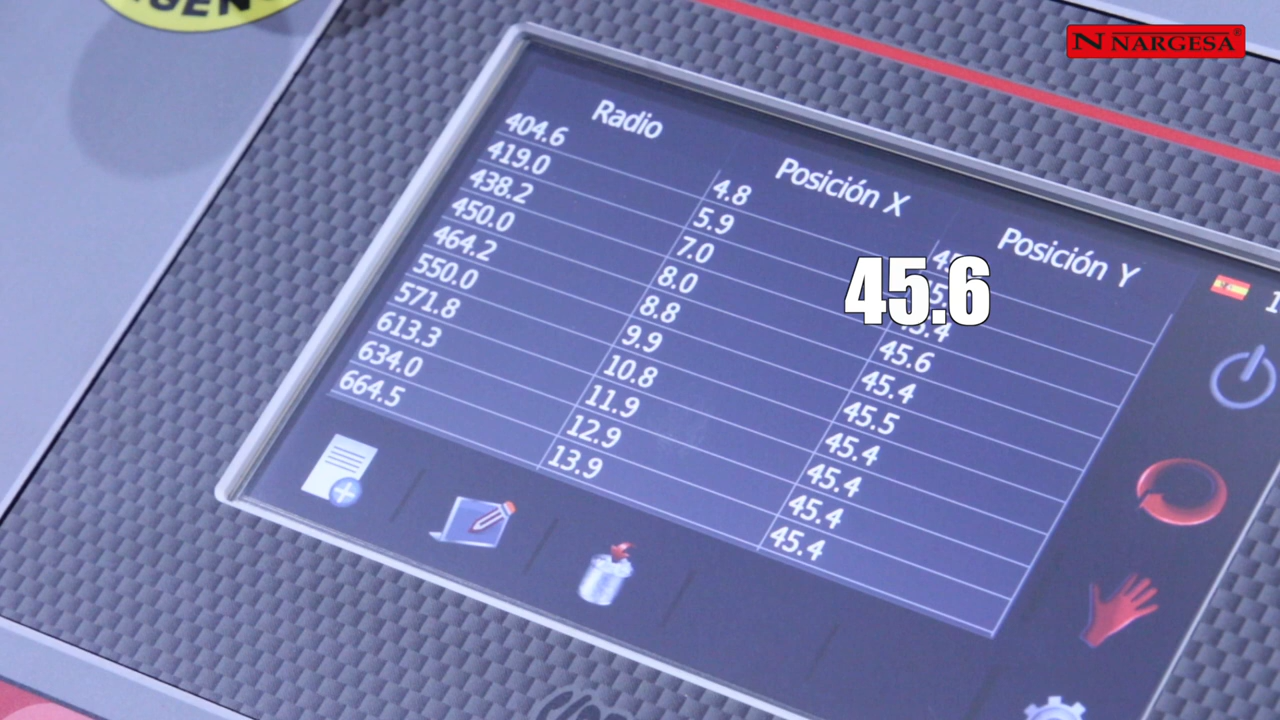 NARGESA®
Radio Posición X Posición Y
404.6 4.8
419.0 5.9
438.2 7.0
450.0 8.0 45.6
464.2 8.8 45.4
550.0 9.9 45.5
571.8 10.8 45.4
613.3 11.9 45.4
634.0 12.9 45.4
664.5 13.9 45.4
45.6